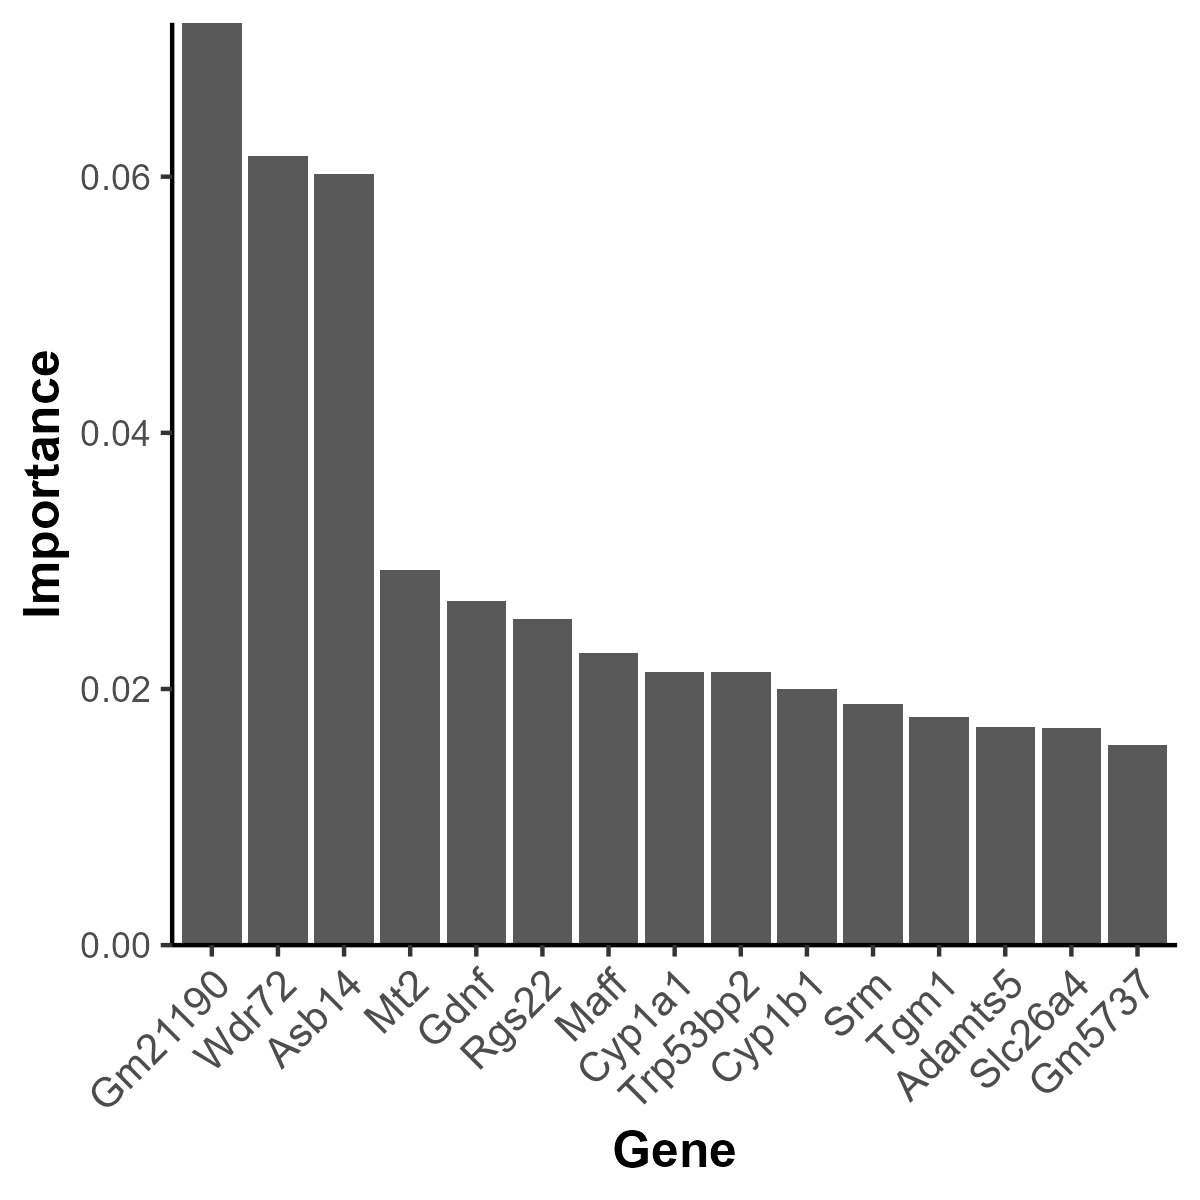 Importance
0.06
0.04
0.02
0.00
Gm21190
Wdr72
Asb14
Mt2
Gdnf
Rgs22
Maff
Cyp1a1
Trp53bp2
Cyp1b1
Srm
Tgm1
Adamts5
Slc26a4
Gm5737
Gene